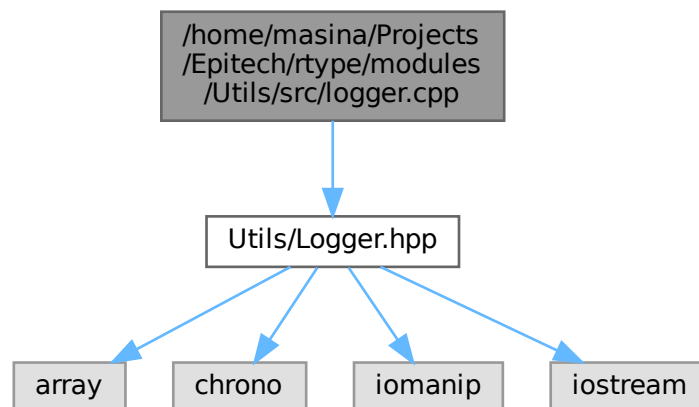 /home/masina/Projects
/Epitech/rtype/modules
/Utils/src/logger.cpp
Utils/Logger.hpp
array
chrono
iomanip
iostream